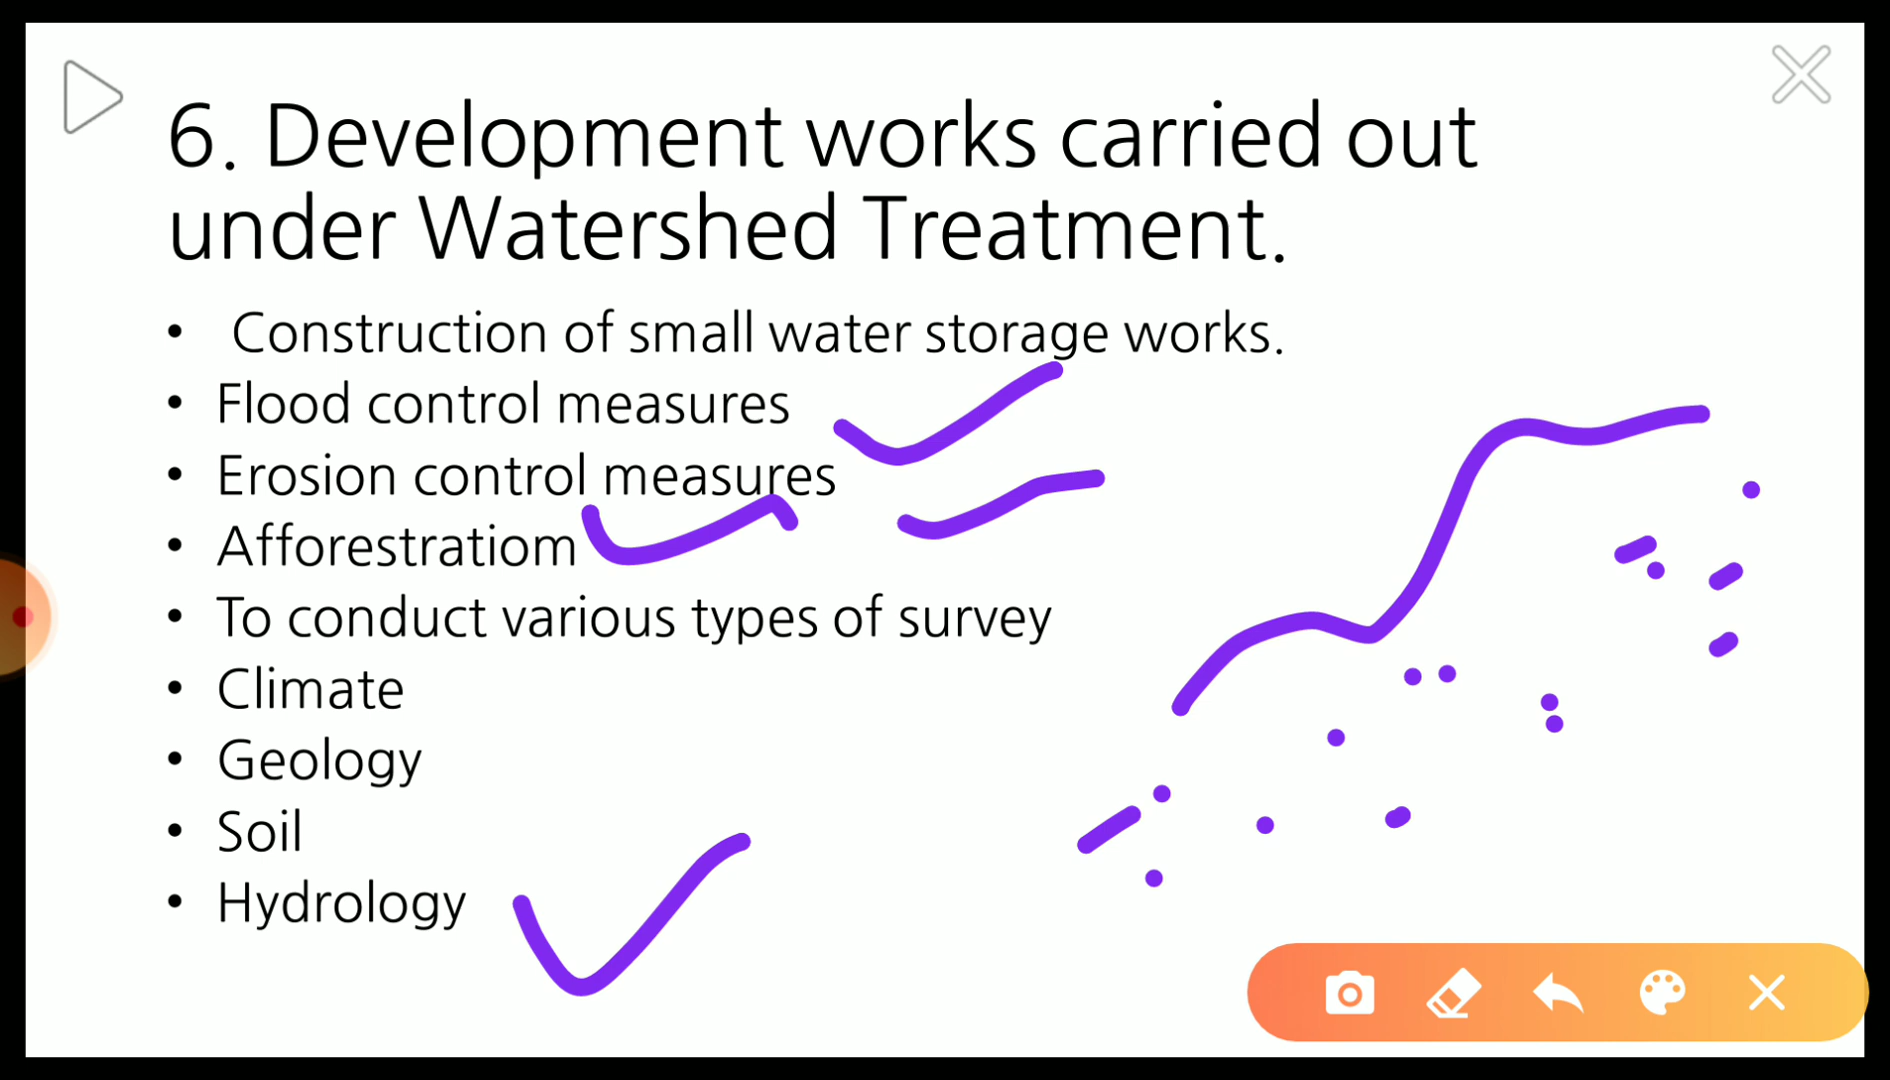 6. Development works carried out
under Watershed Treatment.
• Construction of small water storage works.
• Flood control measures
• Erosion control measures
• Afforestratiom
• To conduct various types of survey
• Climate
• Geology
• Soil
• Hydrology